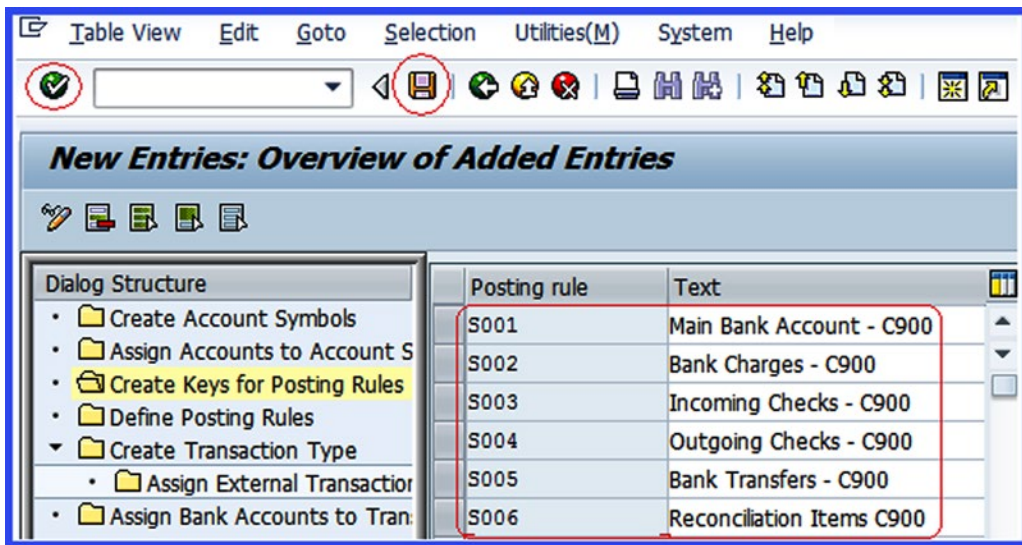 Table View Edit Goto Selection Utilities(M) System Help
New Entries: Overview of Added Entries
Dialog Structure
Create Account Symbols
Assign Accounts to Account S
Create Keys for Posting Rules
Define Posting Rules
Create Transaction Type
Assign External Transaction
Assign Bank Accounts to Tran
Posting rule Text
S001 Main Bank Account - C900
S002 Bank Charges - C900
S003 Incoming Checks - C900
S004 Outgoing Checks - C900
S005 Bank Transfers - C900
S006 Reconciliation Items C900